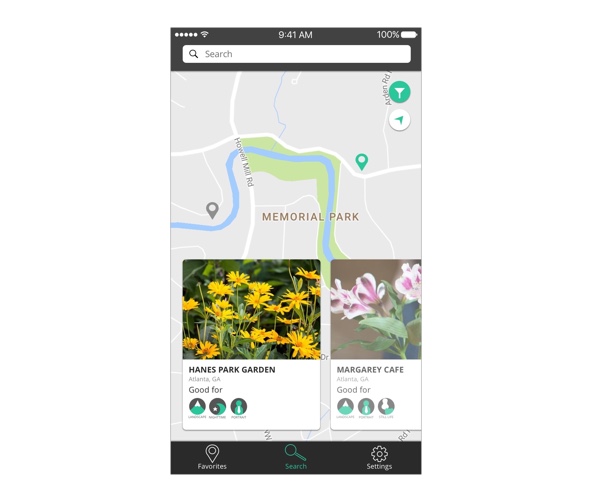 9:41 AM 100%
Search
Arden Rd
Howell Mill Rd
MEMORIAL PARK
Dr
HANES PARK GARDEN
Atlanta, GA
Good for
LANDSCAPE NIGHTTIME PORTRAIT
MARGAREY CAFE
Atlanta, GA
Good for
LANDSCAPE PORTRAIT STILL LIFE
Rd
Favorites Search Settings